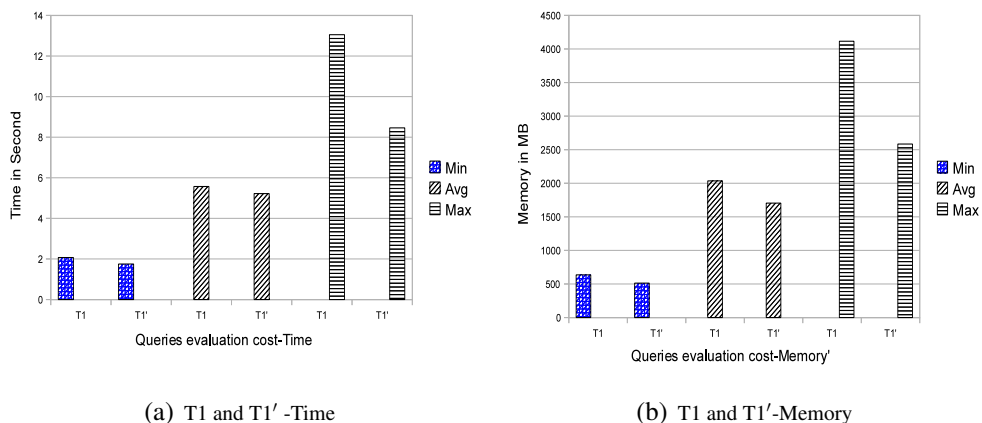 14
12
10
8
6
4
2
0
Time in Second
T1 T1' T1 T1' T1 T1'
Queries evaluation cost-Time
Min
Avg
Max
(a) T1 and T1′ -Time
4500
4000
3500
3000
2500
2000
1500
1000
500
0
Memory in MB
T1 T1' T1 T1' T1 T1'
Queries evaluation cost-Memory'
Min
Avg
Max
(b) T1 and T1′-Memory